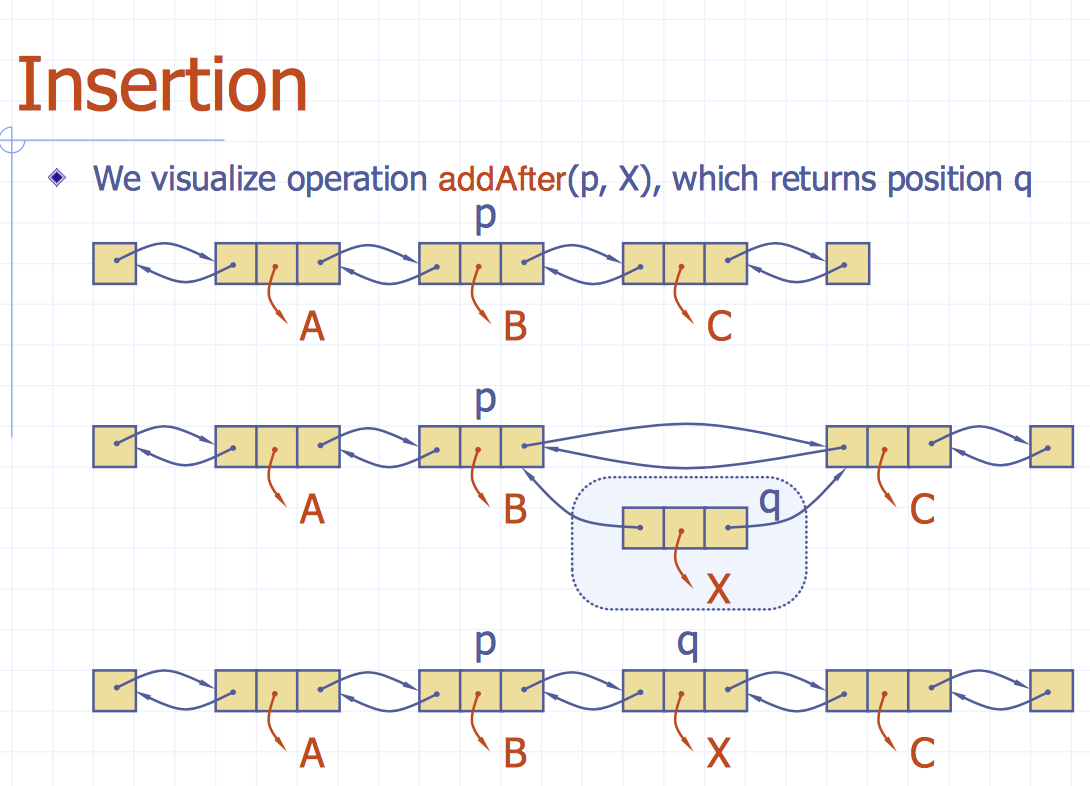 Insertion
We visualize operation addAfter(p, X), which returns position q
p
A B C
p
q
A B C
X
p q
A B X C